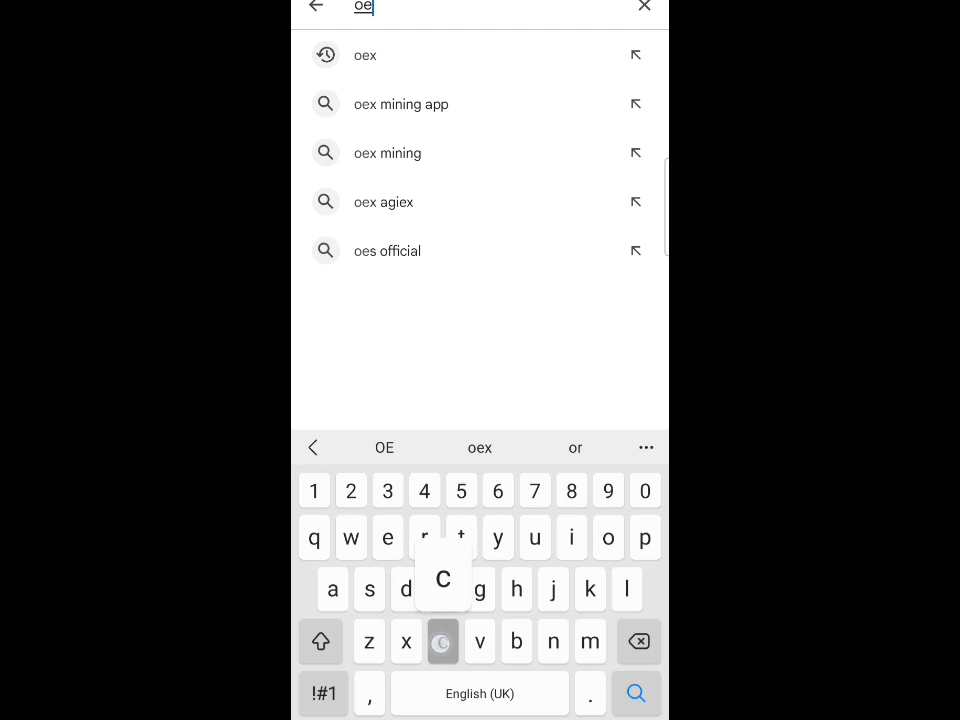 oe
oex
oex mining app
oex mining
oex agiex
oes official
OE oex or
1 2 3 4 5 6 7 8 9 0
q w e r t y u i o p
a s d c g h j k l
z x c v b n m
!#1 , English (UK) .